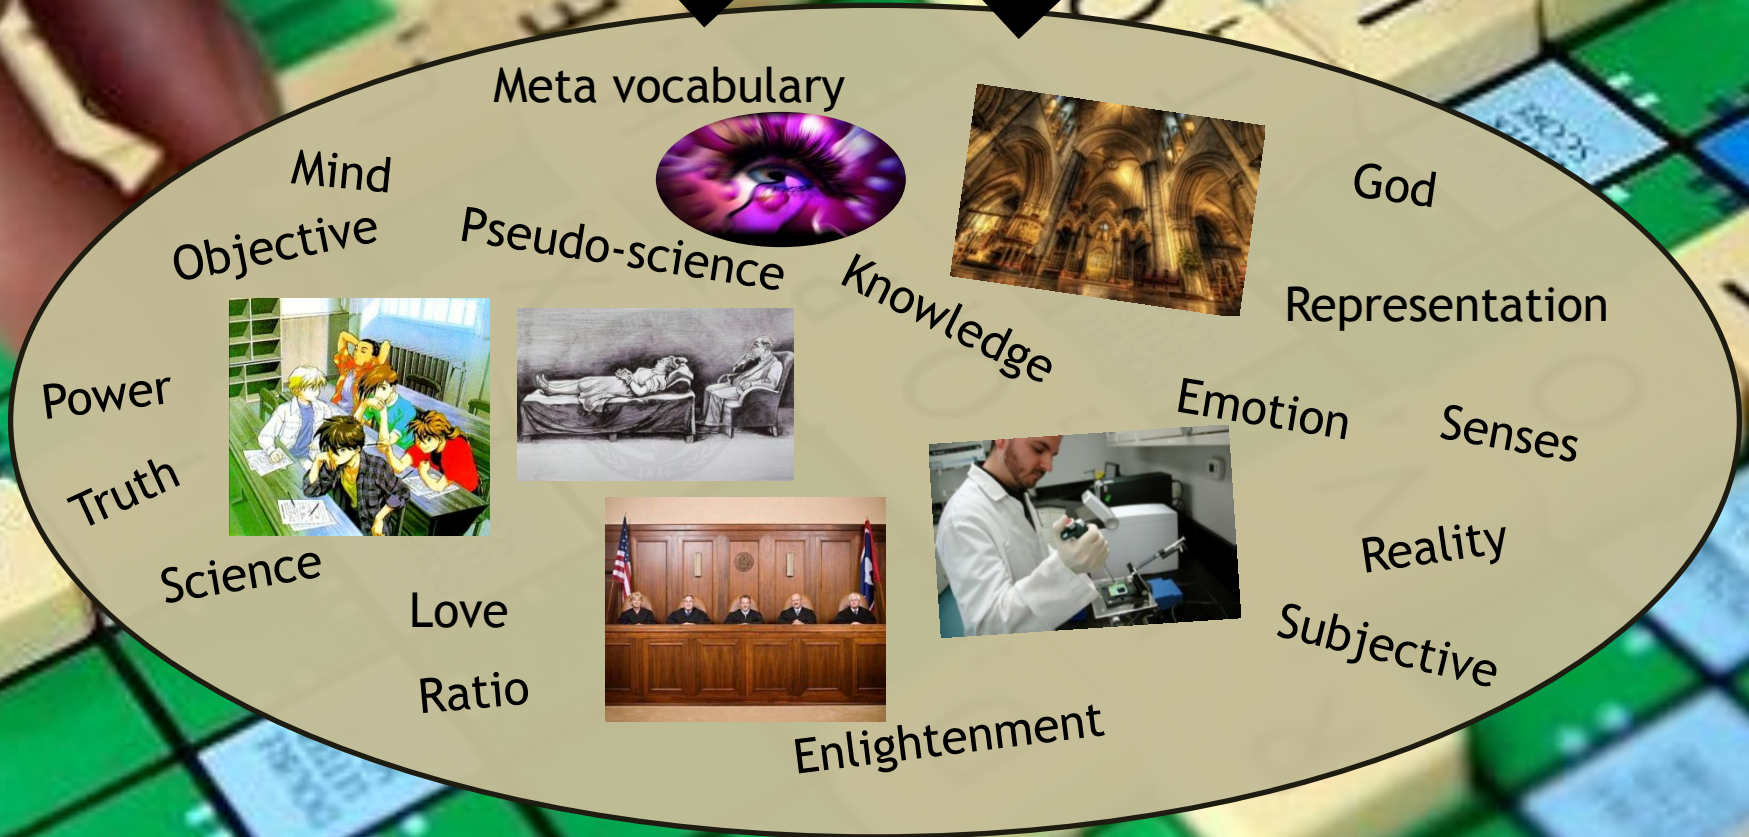 Meta vocabulary
Mind
God
Objective
Pseudo-science
Knowledge
Representation
Power
Emotion
Senses
Truth
Science
Reality
Love
Subjective
Ratio
Enlightenment